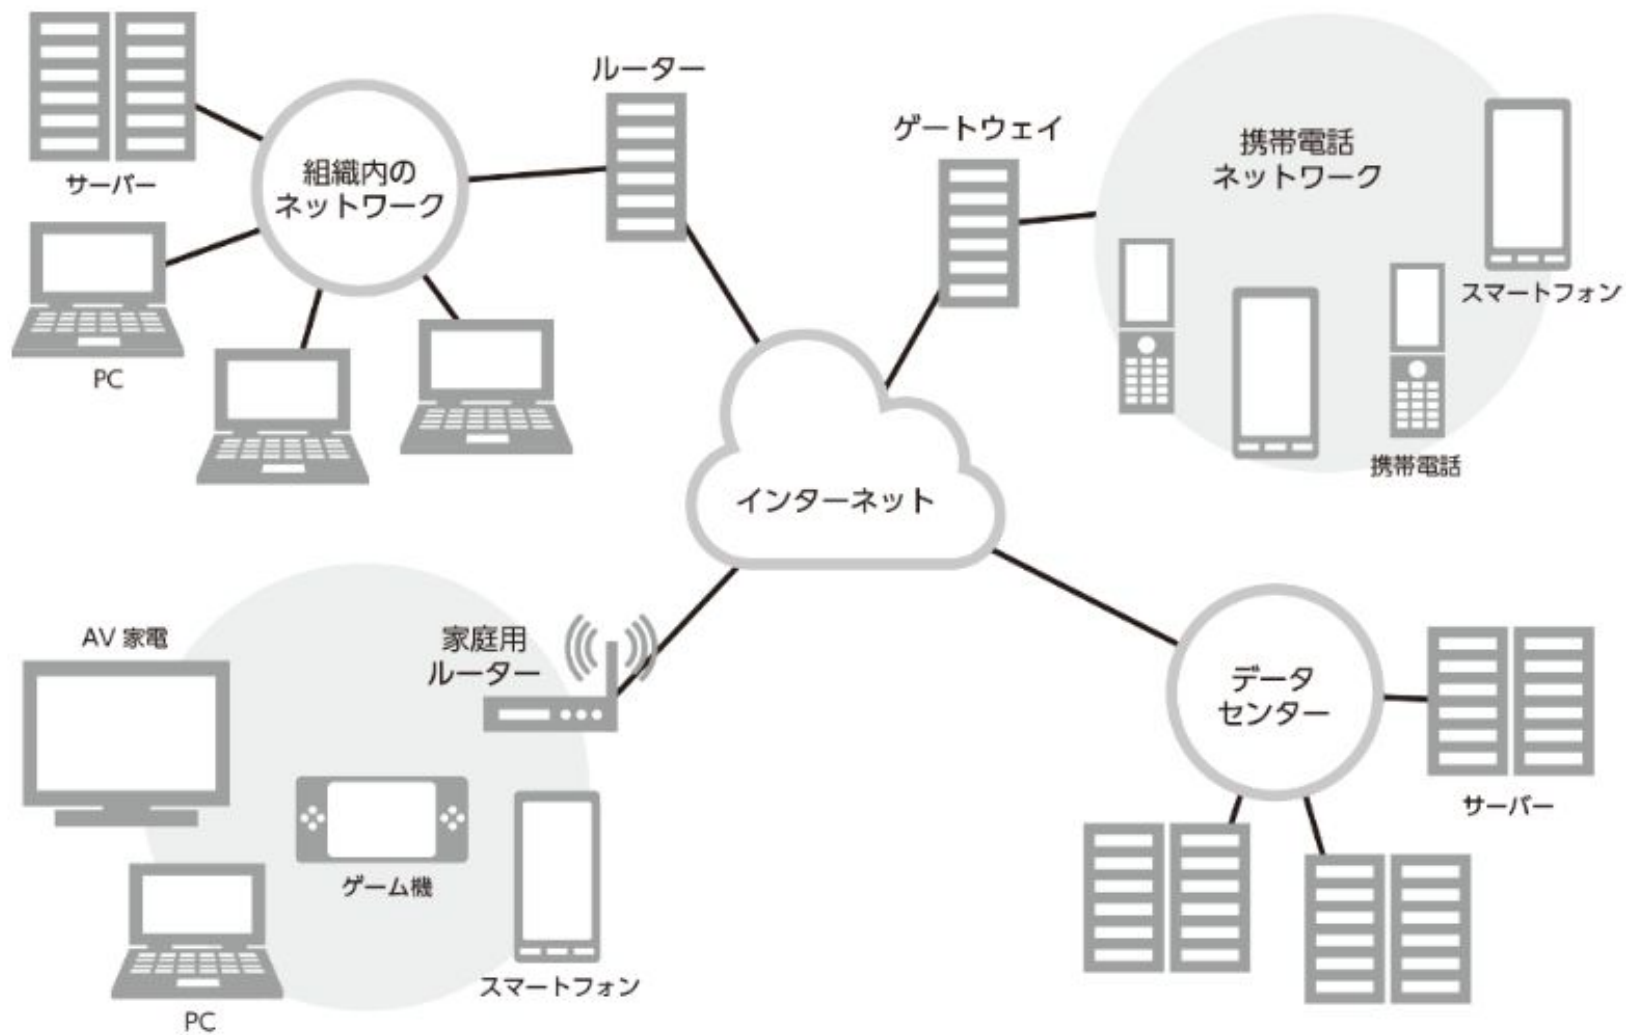 ルーター
ゲートウェイ
携帯電話
ネットワーク
組織内の
ネットワーク
サーバー
スマートフォン
PC
携帯電話
インターネット
AV 家電
家庭用
ルーター
データ
センター
サーバー
ゲーム機
スマートフォン
PC